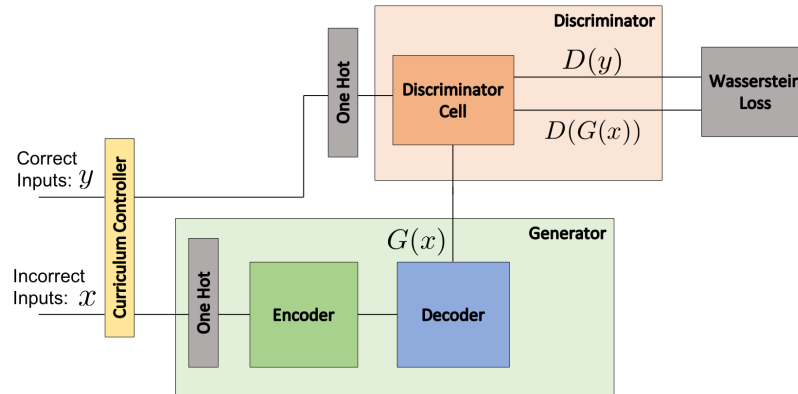 Discriminator
One Hot
Discriminator
Cell
D(y)
D(G(x))
Wasserstein
Loss
Correct
Inputs: y
Curriculum Controller
Incorrect
Inputs: x
G(x)
Generator
One Hot
Encoder
Decoder